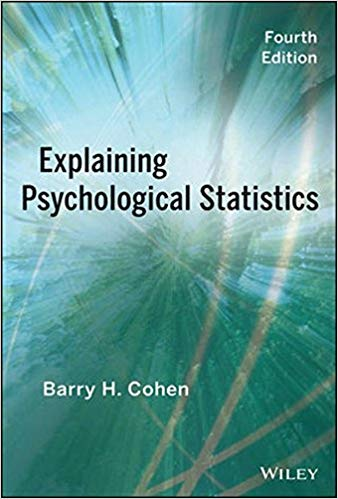 Fourth
Edition
Explaining
Psychological Statistics
Barry H. Cohen
WILEY